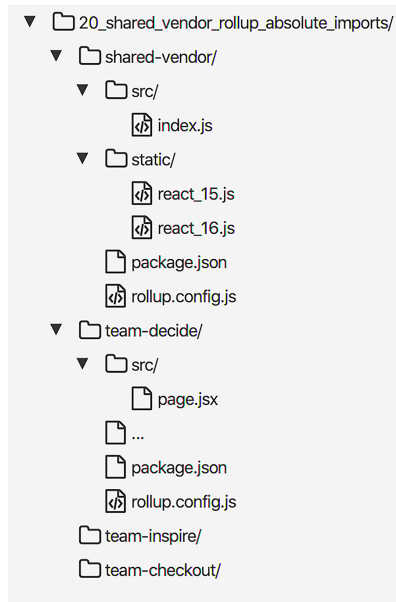 20_shared_vendor_rollup_absolute_imports/
shared-vendor/
src/
index.js
static/
react_15.js
react_16.js
package.json
rollup.config.js
team-decide/
src/
page.jsx
...
package.json
rollup.config.js
team-inspire/
team-checkout/